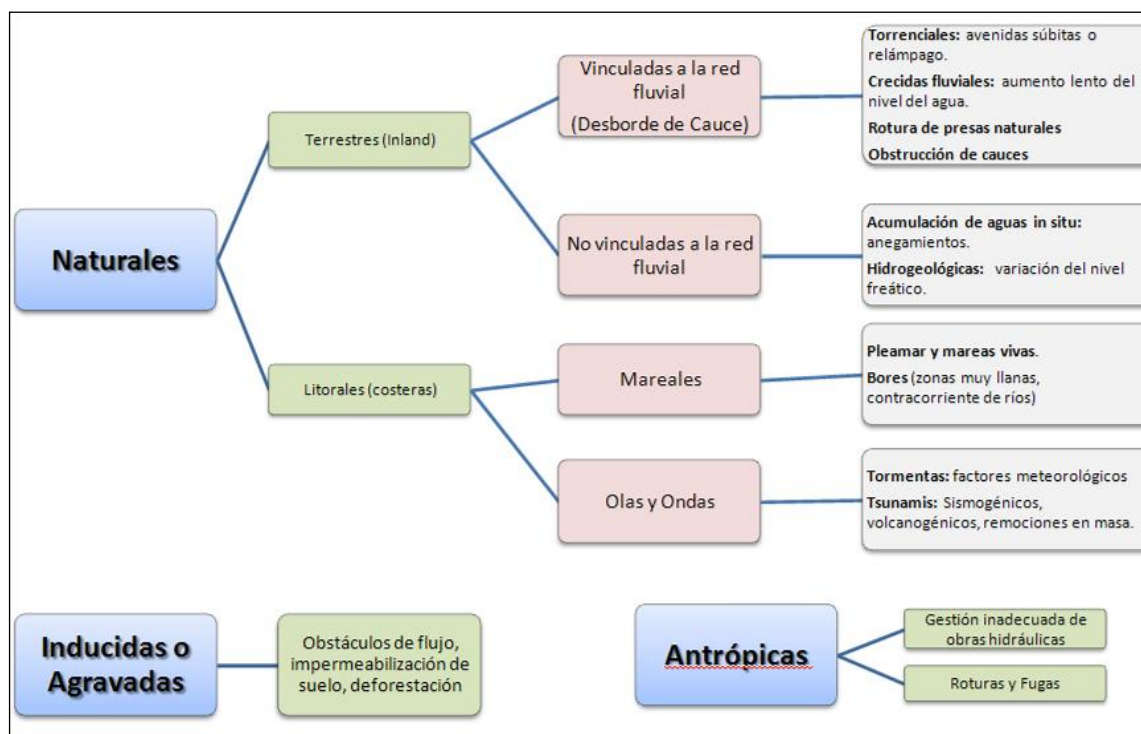 Naturales
Terrestres (Inland)
Vinculadas a la red
fluvial
(Desborde de Cauce)
Torrenciales: avenidas súbitas o
relámpago.
Crecidas fluviales: aumento lento del
nivel del agua.
Rotura de presas naturales
Obstrucción de cauces
No vinculadas a la red
fluvial
Acumulación de aguas in situ:
anegamientos.
Hidrogeológicas: variación del nivel
freático.
Litorales (costeras)
Mareales
Pleamar y mareas vivas.
Bores (zonas muy llanas,
contracorriente de ríos)
Olas y Ondas
Tormentas: factores meteorológicos
Tsunamis: Sismogénicos,
volcanogénicos, remociones en masa.
Inducidas o
Agravadas
Obstáculos de flujo,
impermeabilización de
suelo, deforestación
Antrópicas
Gestión inadecuada de
obras hidráulicas
Roturas y Fugas